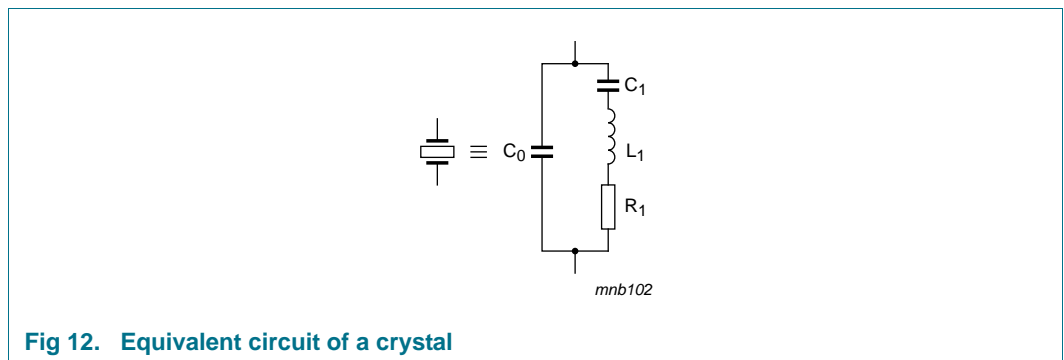 C1
≡ C0
L1
R1
mnb102
Fig 12. Equivalent circuit of a crystal